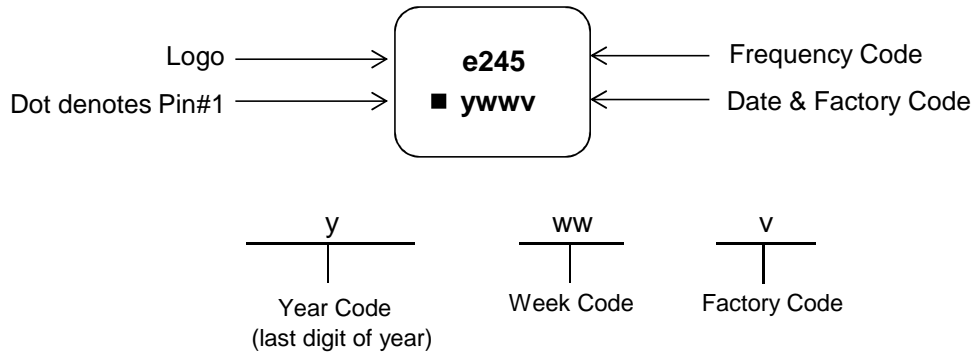 Logo
e245
Frequency Code
Dot denotes Pin#1
ywwv
Date & Factory Code
y
ww
v
Year Code
(last digit of year)
Week Code
Factory Code